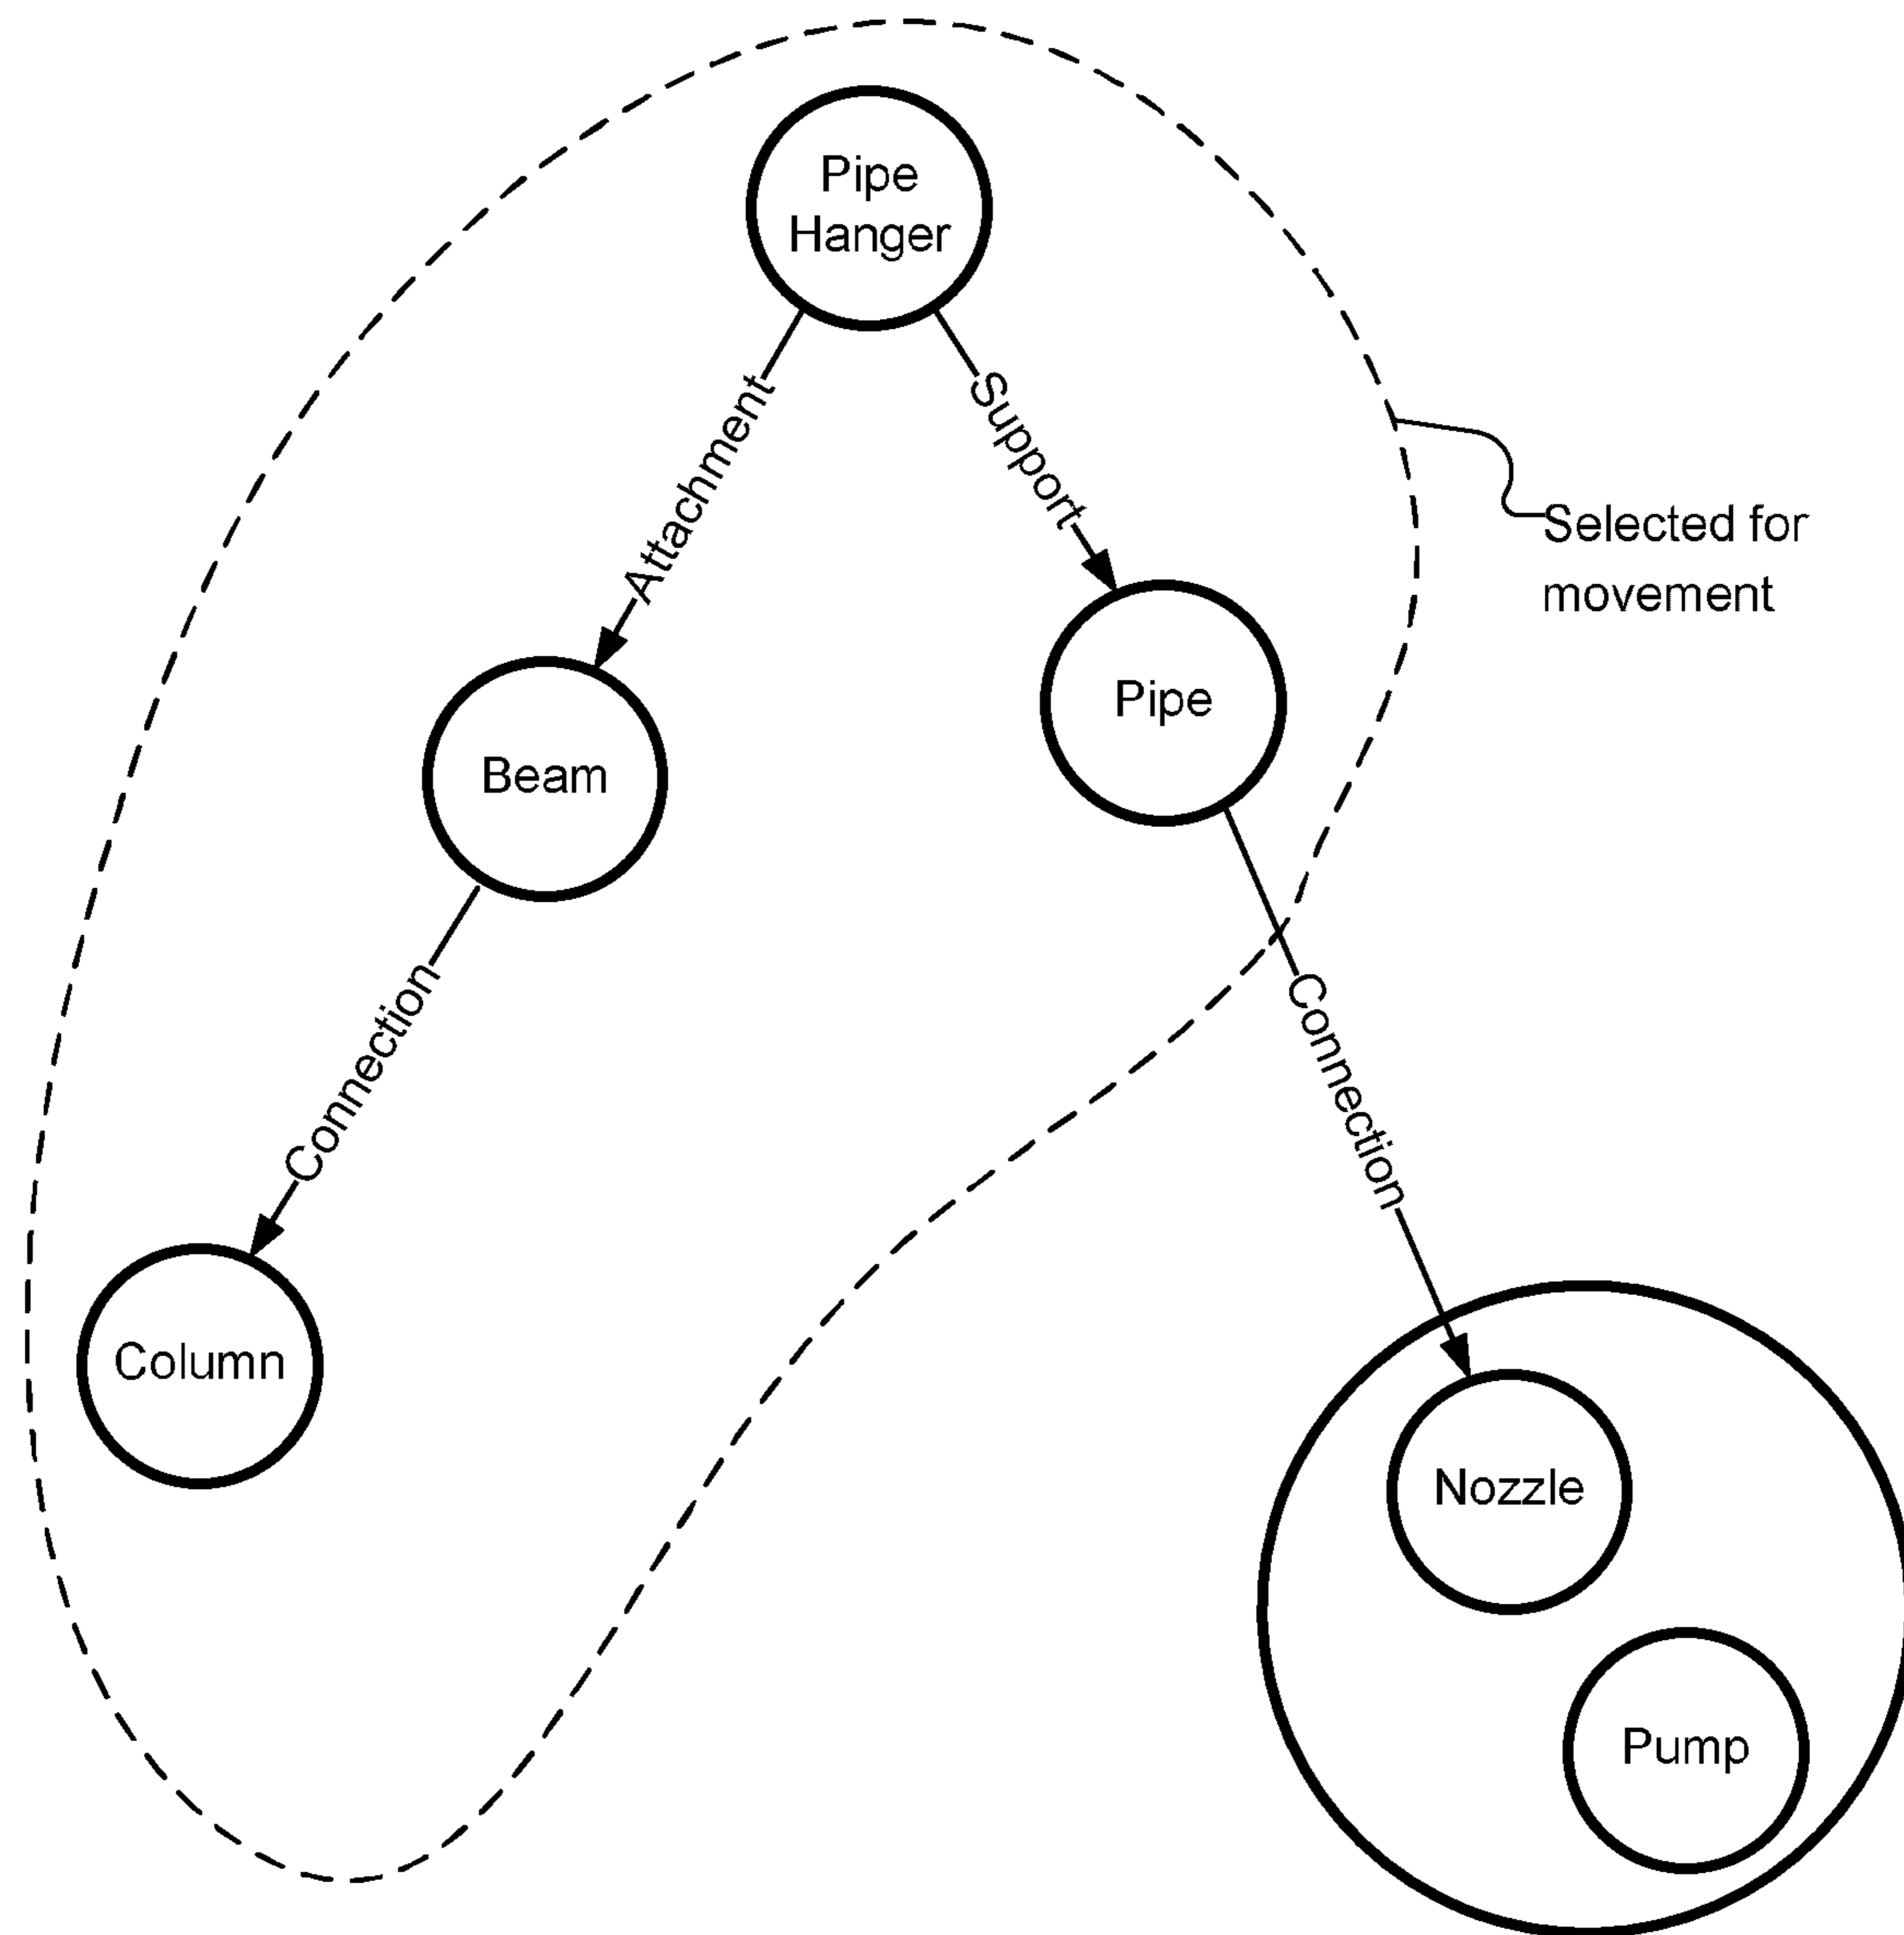 Pipe
Hanger
Attachment
Support
Selected for
movement
Pipe
Beam
Connection
Connection
Column
Nozzle
Pump